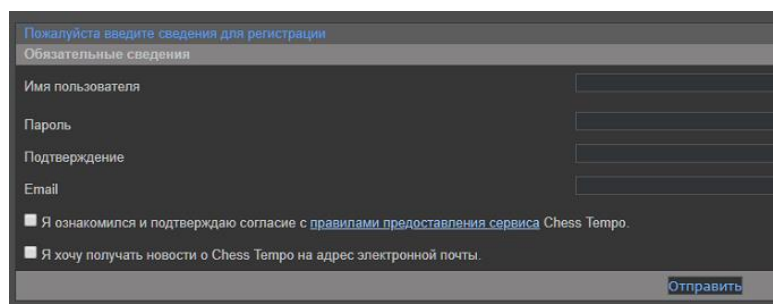 Пожалуйста введите сведения для регистрации
Обязательные сведения
Имя пользователя
Пароль
Подтверждение
Email
Я ознакомился и подтверждаю согласие с правилами предоставления сервиса Chess Tempo.
Я хочу получать новости о Chess Tempo на адрес электронной почты.
Отправить